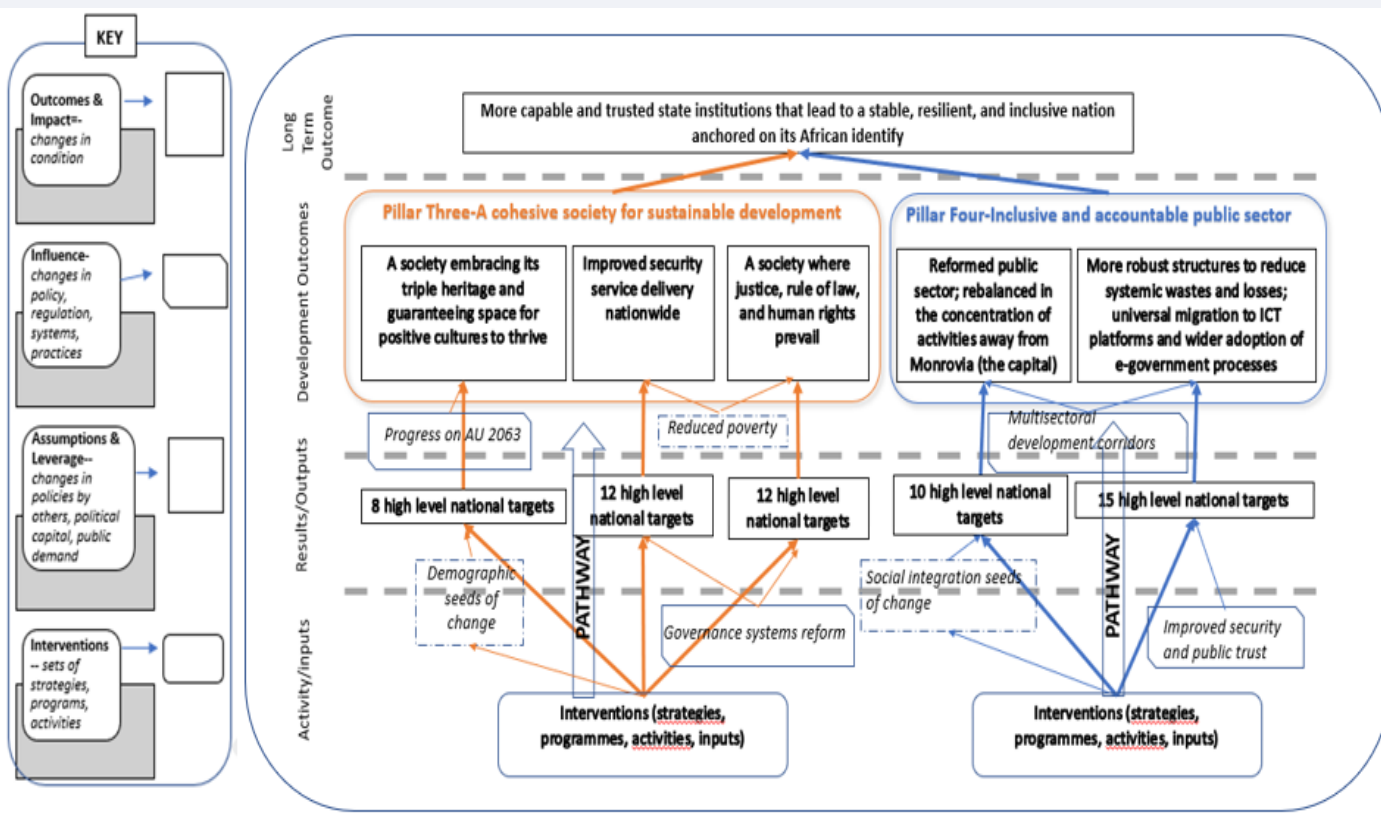 KEY
Outcomes &
Impact=-
changes in
condition
Influence-
changes in
policy,
regulation,
systems,
practices
Assumptions &
Leverage--
changes in
policies by
others, political
capital, public
demand
Interventions
-- sets of
strategies,
programs,
activities
Long
Term
Outcome
More capable and trusted state institutions that lead to a stable, resilient, and inclusive nation
anchored on its African identify
Development Outcomes
Pillar Three-A cohesive society for sustainable development
A society embracing its
triple heritage and
guaranteeing space for
positive cultures to thrive
Improved security
service delivery
nationwide
A society where
justice, rule of law,
and human rights
prevail
Pillar Four-Inclusive and accountable public sector
Reformed public
sector; rebalanced in
the concentration of
activities away from
Monrovia (the capital)
More robust structures to reduce
systemic wastes and losses;
universal migration to ICT
platforms and wider adoption of
e-government processes
Progress on AU 2063
Reduced poverty
Multisectoral
development corridors
Results/Outputs
8 high level national targets
12 high level
national targets
12 high level
national targets
10 high level national
targets
15 high level national targets
Demographic
seeds of
change
PATHWAY
Governance systems reform
Social integration seeds
of change
PATHWAY
Improved security
and public trust
Activity/inputs
Interventions (strategies,
programmes, activities, inputs)
Interventions (strategies,
programmes, activities, inputs)